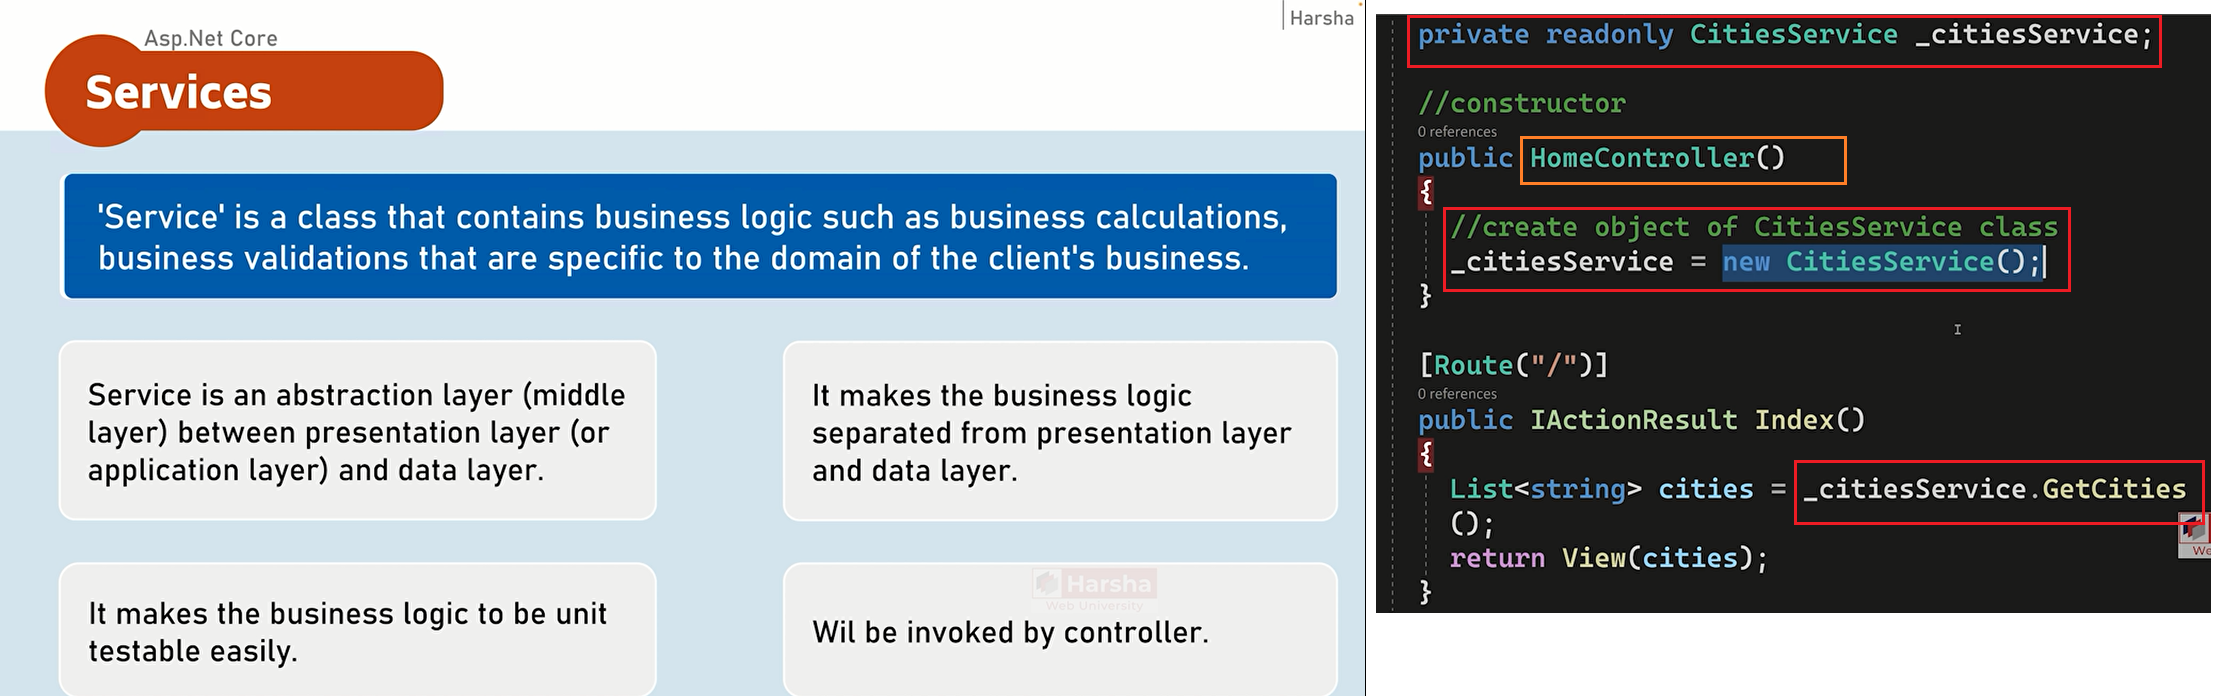 Harsha
Asp.Net Core
Services
'Service' is a class that contains business logic such as business calculations,
business validations that are specific to the domain of the client's business.
Service is an abstraction layer (middle
layer) between presentation layer (or
application layer) and data layer.
It makes the business logic
separated from presentation layer
and data layer.
It makes the business logic to be unit
testable easily.
Harsha
Web University
Wil be invoked by controller.
private readonly CitiesService _citiesService;
//constructor
0 references
public HomeController()
{
//create object of CitiesService class
_citiesService = new CitiesService();
}
[Route("/")]
0 references
public IActionResult Index()
{
List<string> cities = _citiesService.GetCities
();
return View(cities);
}
We